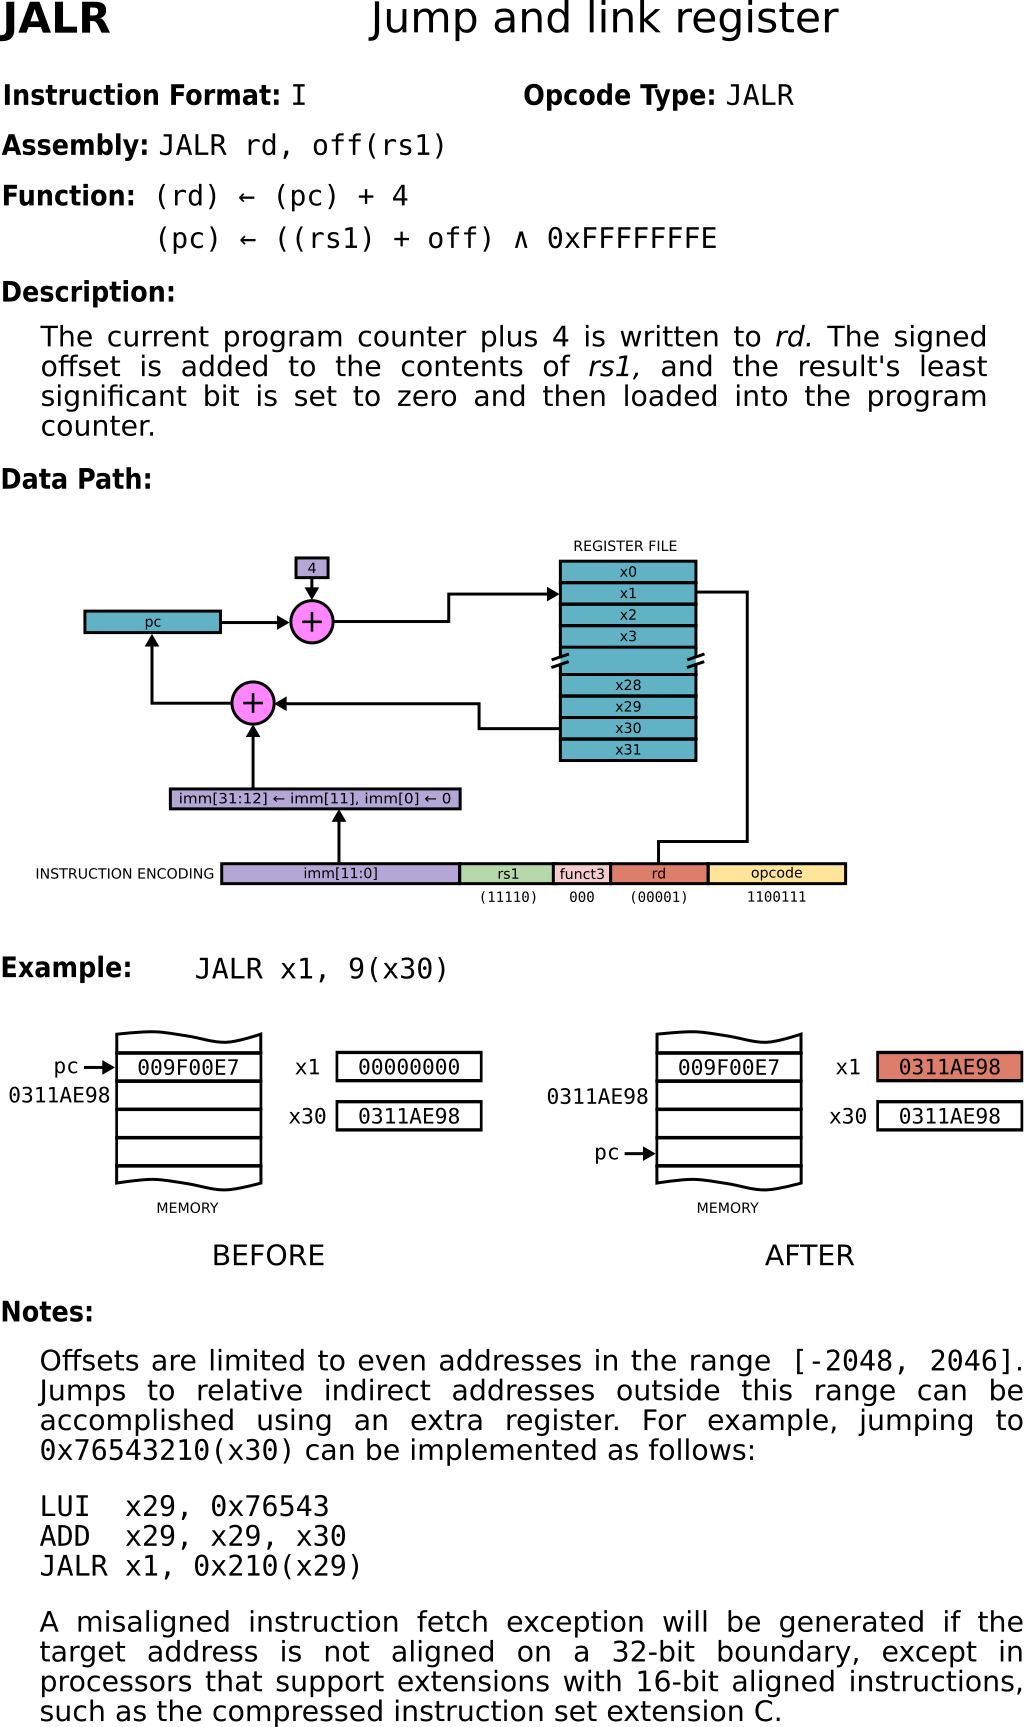 JALR Jump and link register
Instruction Format: I Opcode Type: JALR
Assembly: JALR rd, off(rs1)
Function: (rd) ← (pc) + 4
(pc) ← ((rs1) + off) ∧ 0xFFFFFFFE
Description:
The current program counter plus 4 is written to rd. The signed
offset is added to the contents of rs1, and the result's least
significant bit is set to zero and then loaded into the program
counter.
Data Path:
REGISTER FILE
4
x0
x1
x2
x3
x28
x29
x30
x31
pc
+
+
imm[31:12] ← imm[11], imm[0] ← 0
INSTRUCTION ENCODING imm[11:0] rs1 funct3 rd opcode
(11110) 000 (00001) 1100111
Example: JALR x1, 9(x30)
pc 009F00E7 x1 00000000
0311AE98
x30 0311AE98
MEMORY
BEFORE
009F00E7 x1 0311AE98
0311AE98
x30 0311AE98
pc
MEMORY
AFTER
Notes:
Offsets are limited to even addresses in the range [-2048, 2046].
Jumps to relative indirect addresses outside this range can be
accomplished using an extra register. For example, jumping to
0x76543210(x30) can be implemented as follows:
LUI x29, 0x76543
ADD x29, x29, x30
JALR x1, 0x210(x29)
A misaligned instruction fetch exception will be generated if the
target address is not aligned on a 32-bit boundary, except in
processors that support extensions with 16-bit aligned instructions,
such as the compressed instruction set extension C.